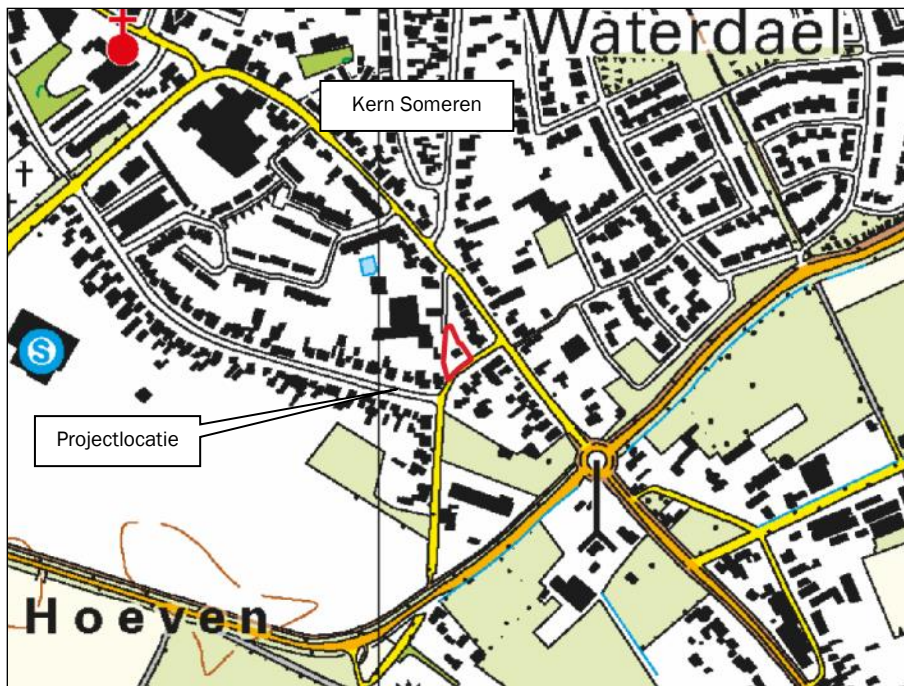 Waterdael
Kern Someren
S
Projectlocatie
Hoeven